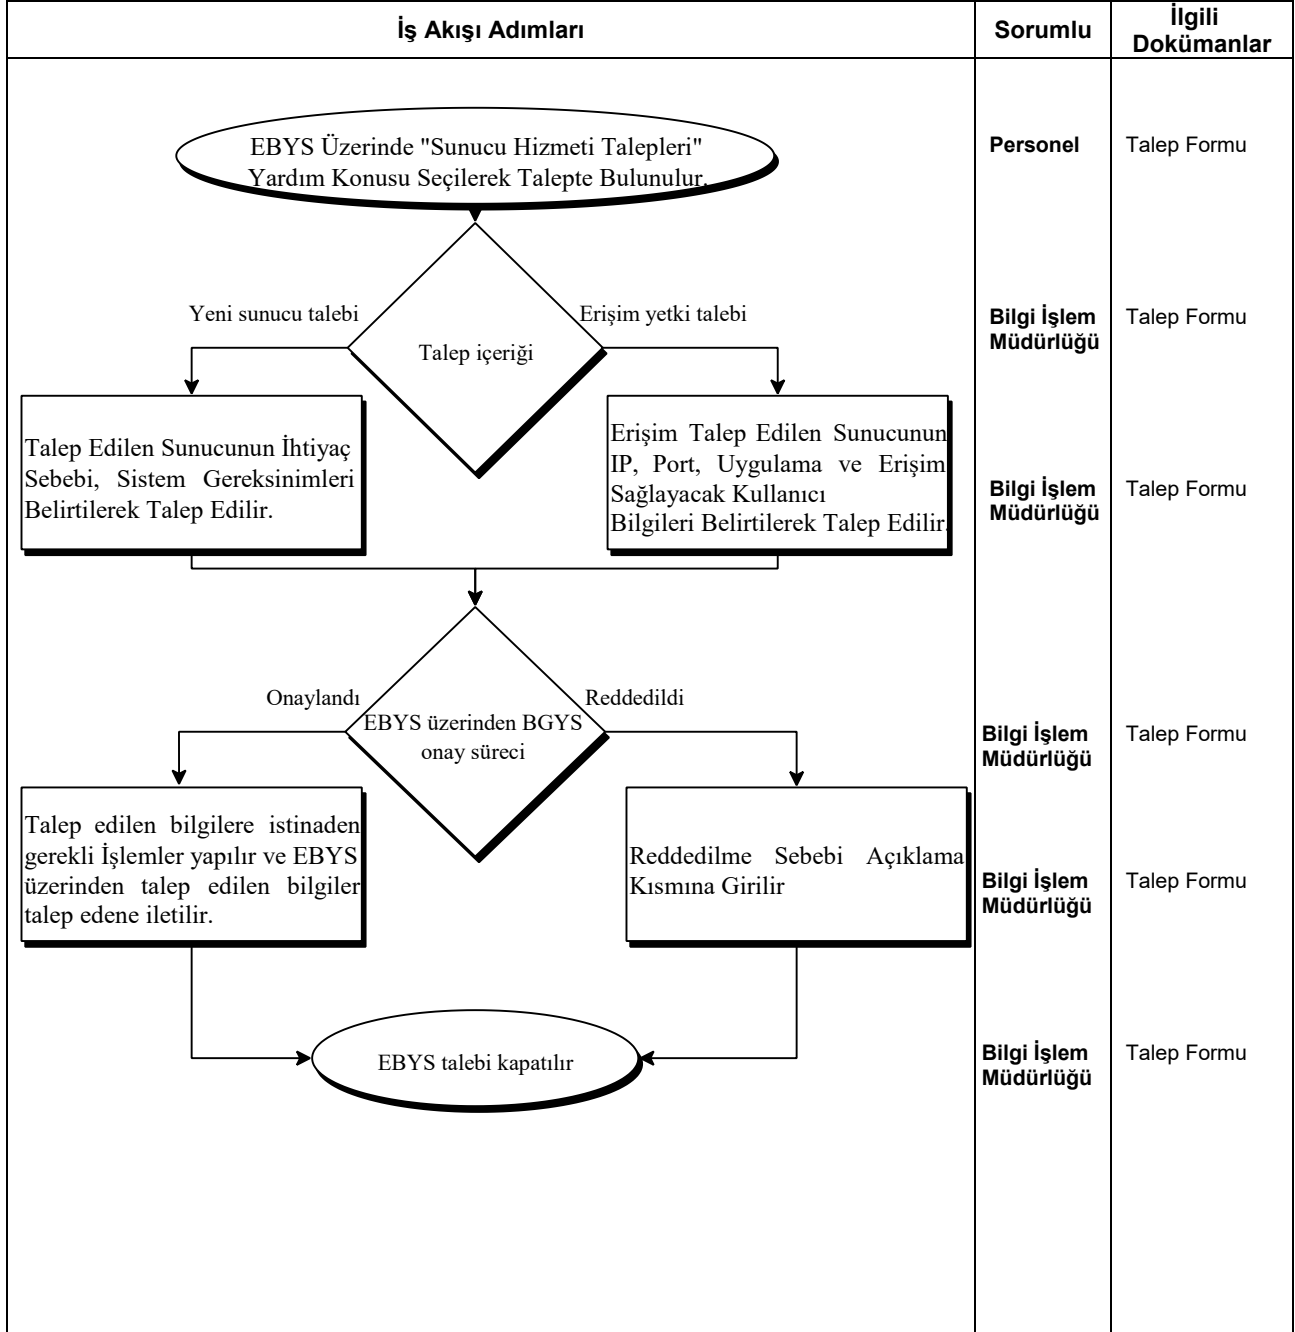 İş Akışı Adımları
Sorumlu
İlgili
Dokümanlar
EBYS Üzerinde "Sunucu Hizmeti Talepleri"
Yardım Konusu Seçilerek Talepte Bulunulur.
Personel
Talep Formu
Yeni sunucu talebi
Erişim yetki talebi
Talep içeriği
Bilgi İşlem
Müdürlüğü
Talep Formu
Talep Edilen Sunucunun İhtiyaç
Sebebi, Sistem Gereksinimleri
Belirtilerek Talep Edilir.
Erişim Talep Edilen Sunucunun
IP, Port, Uygulama ve Erişim
Sağlayacak Kullanıcı
Bilgileri Belirtilerek Talep Edilir.
Bilgi İşlem
Müdürlüğü
Talep Formu
Onaylandı
Reddedildi
EBYS üzerinden BGYS
onay süreci
Bilgi İşlem
Müdürlüğü
Talep Formu
Talep edilen bilgilere istinaden
gerekli İşlemler yapılır ve EBYS
üzerinden talep edilen bilgiler
talep edene iletilir.
Reddedilme Sebebi Açıklama
Kısmına Girilir
Bilgi İşlem
Müdürlüğü
Talep Formu
EBYS talebi kapatılır
Bilgi İşlem
Müdürlüğü
Talep Formu